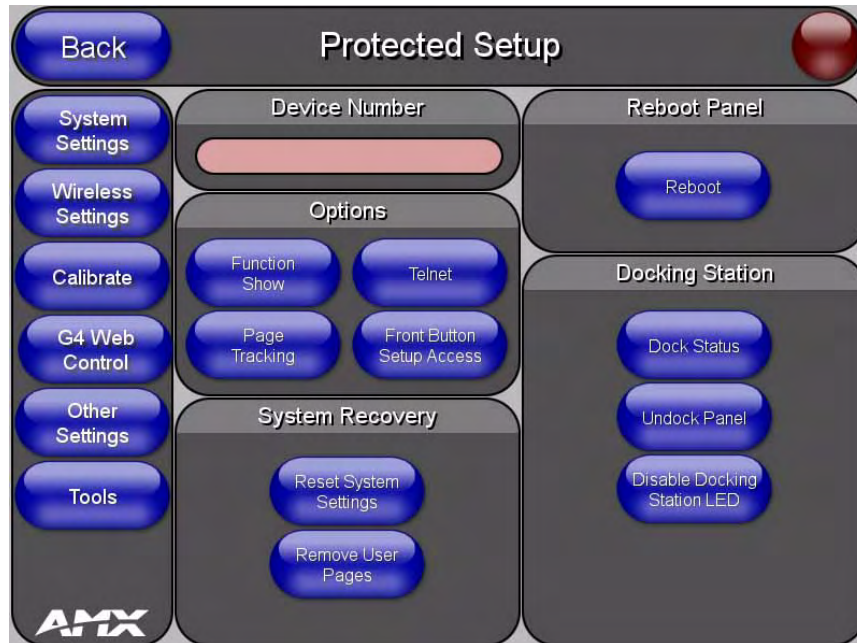 Back
Protected Setup
System
Settings
Wireless
Settings
Calibrate
G4 Web
Control
Other
Settings
Tools
AMX
Device Number
Options
Function
Show
Telnet
Page
Tracking
Front Button
Setup Access
System Recovery
Reset System
Settings
Remove User
Pages
Reboot Panel
Reboot
Docking Station
Dock Status
Undock Panel
Disable Docking
Station LED